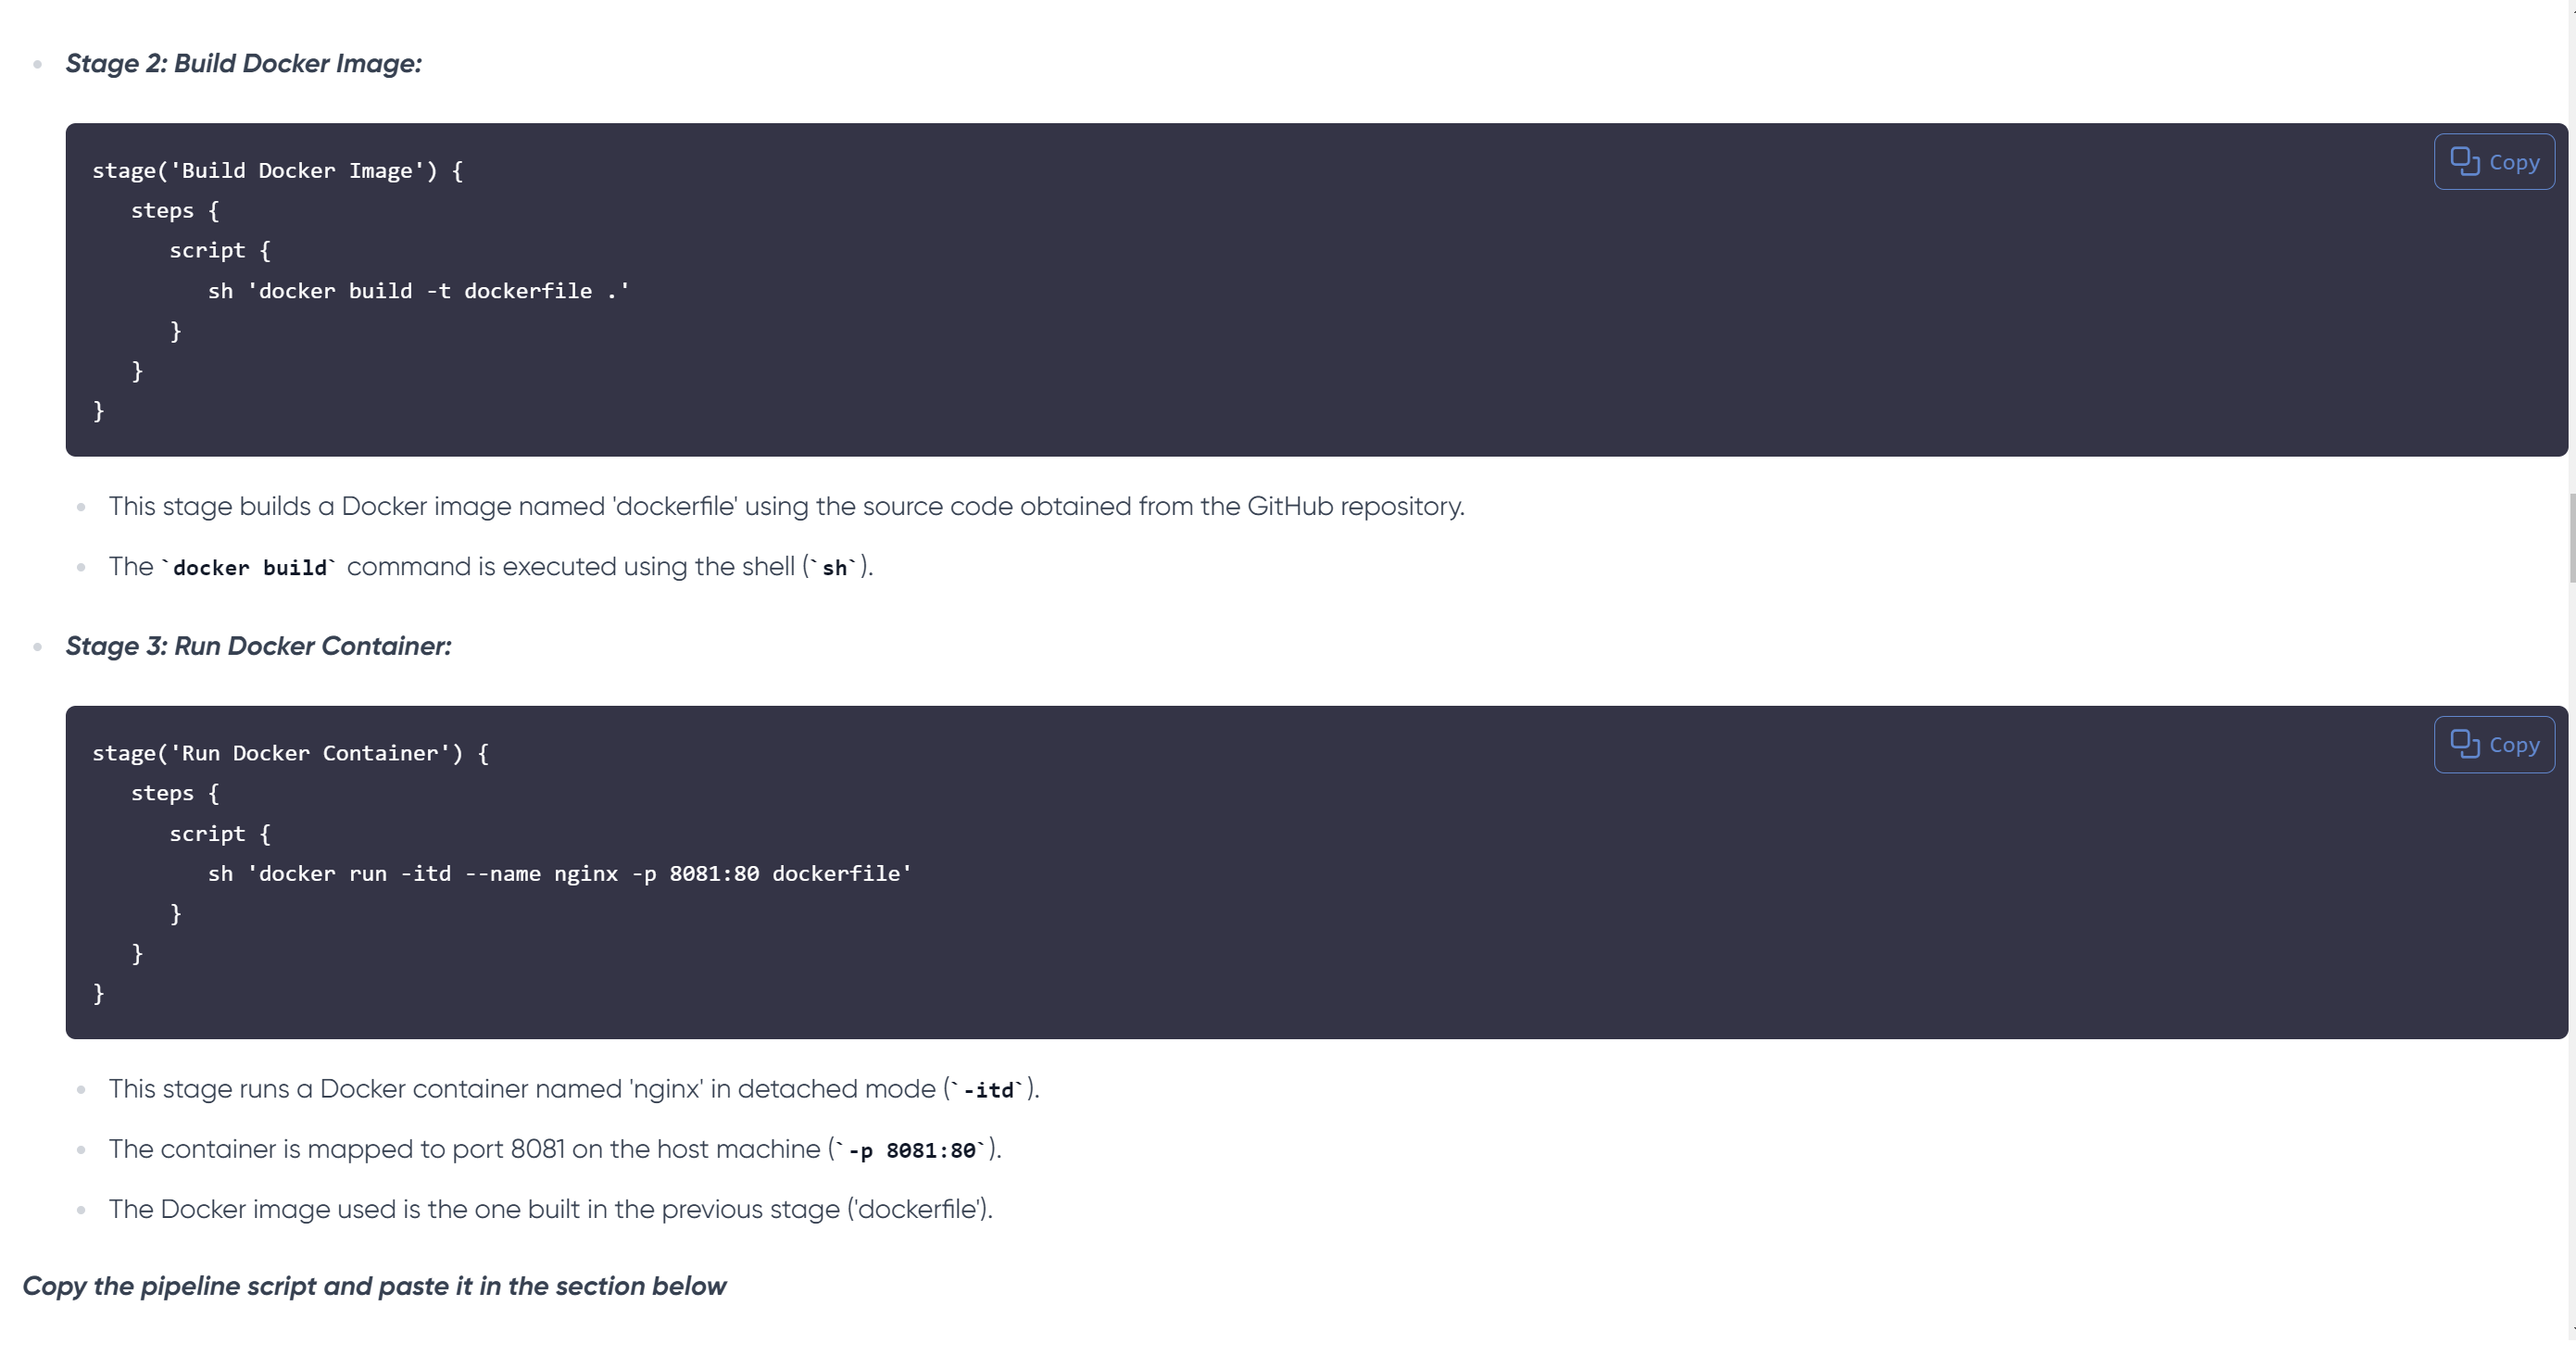 Stage 2: Build Docker Image:
Copy
stage('Build Docker Image') {
   steps {
      script {
         sh 'docker build -t dockerfile .'
      }
   }
}
This stage builds a Docker image named 'dockerfile' using the source code obtained from the GitHub repository.
The `docker build` command is executed using the shell (`sh`).
Stage 3: Run Docker Container:
Copy
stage('Run Docker Container') {
   steps {
      script {
         sh 'docker run -itd --name nginx -p 8081:80 dockerfile'
      }
   }
}
This stage runs a Docker container named 'nginx' in detached mode (`-itd`).
The container is mapped to port 8081 on the host machine (`-p 8081:80`).
The Docker image used is the one built in the previous stage ('dockerfile').
Copy the pipeline script and paste it in the section below